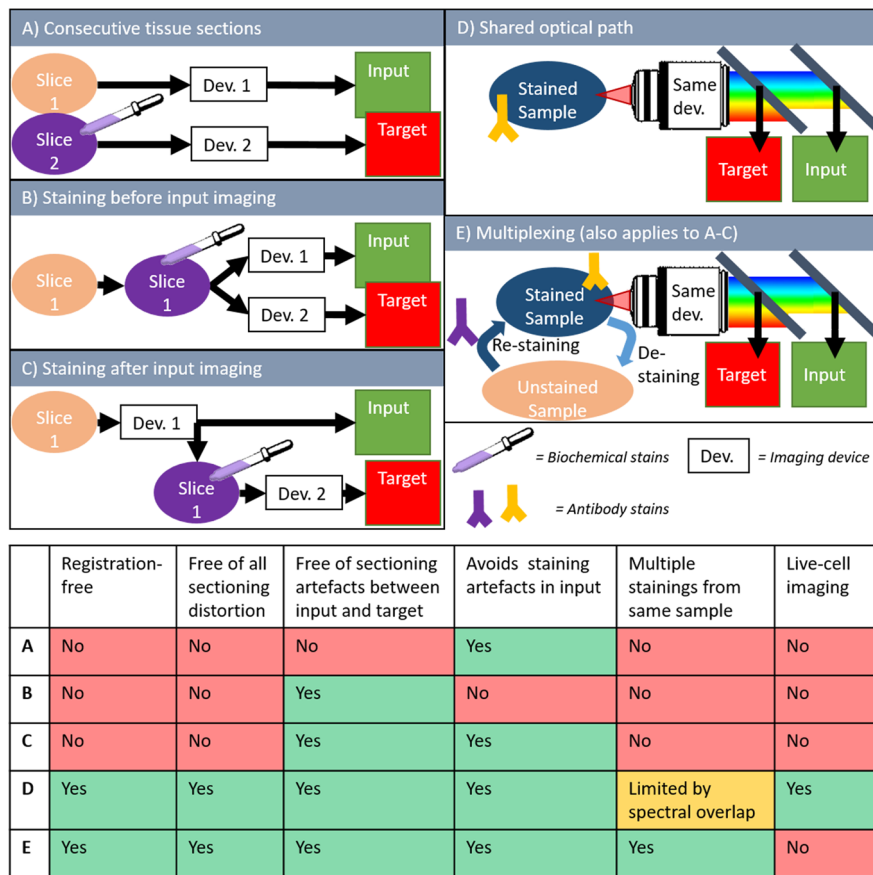 A) Consecutive tissue sections
Slice
1
Dev. 1
Input
Slice
2
Dev. 2
Target
B) Staining before input imaging
Slice
1
Slice
1
Dev. 1
Input
Dev. 2
Target
C) Staining after input imaging
Slice
1
Dev. 1
Input
Slice
1
Dev. 2
Target
D) Shared optical path
Stained
Sample
Same
dev.
Target
Input
E) Multiplexing (also applies to A-C)
Stained
Sample
Same
dev.
Re-staining
De-
staining
Unstained
Sample
Target
Input
= Biochemical stains
Dev.
= Imaging device
= Antibody stains
Registration-
free
Free of all
sectioning
distortion
Free of sectioning
artefacts between
input and target
Avoids staining
artefacts in input
Multiple
stainings from
same sample
Live-cell
imaging
A No No No Yes No No
B No No Yes No No No
C No No Yes Yes No No
D Yes Yes Yes Yes Limited by
spectral overlap Yes
E Yes Yes Yes Yes Yes No